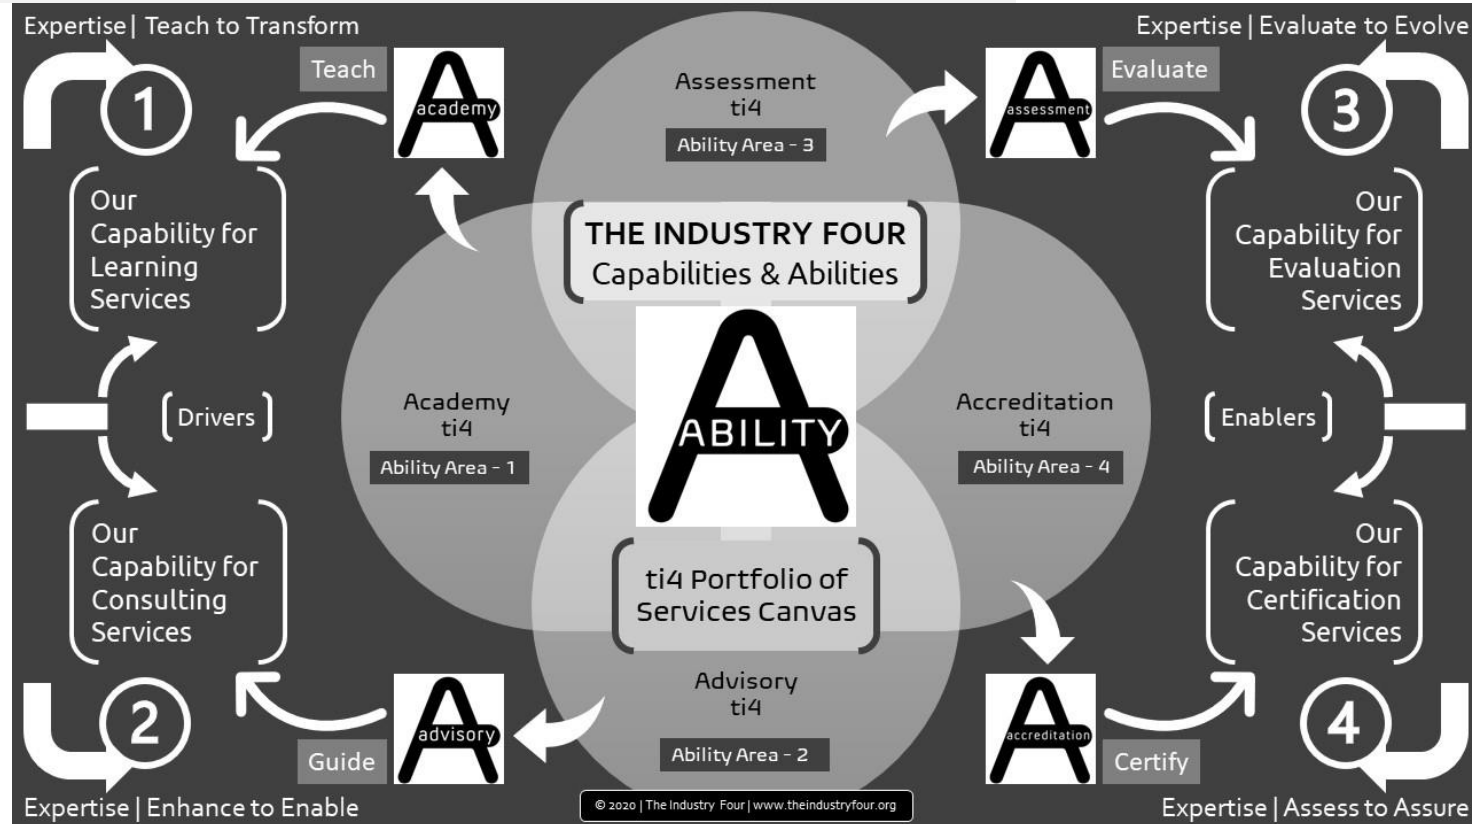 Expertise | Teach to Transform
1
Teach
academy
Our
Capability for
Learning
Services
Assessment
ti4
Ability Area - 3
Expertise | Evaluate to Evolve
assessment
Evaluate
3
Our
Capability for
Evaluation
Services
THE INDUSTRY FOUR
Capabilities & Abilities
ABILITY
Drivers
Academy
ti4
Ability Area - 1
Accreditation
ti4
Ability Area - 4
Enablers
ti4 Portfolio of
Services Canvas
Our
Capability for
Consulting
Services
2
Guide
advisory
Expertise | Enhance to Enable
Advisory
ti4
Ability Area - 2
© 2020 | The Industry Four | www.theindustryfour.org
Our
Capability for
Certification
Services
accreditation
Certify
4
Expertise | Assess to Assure